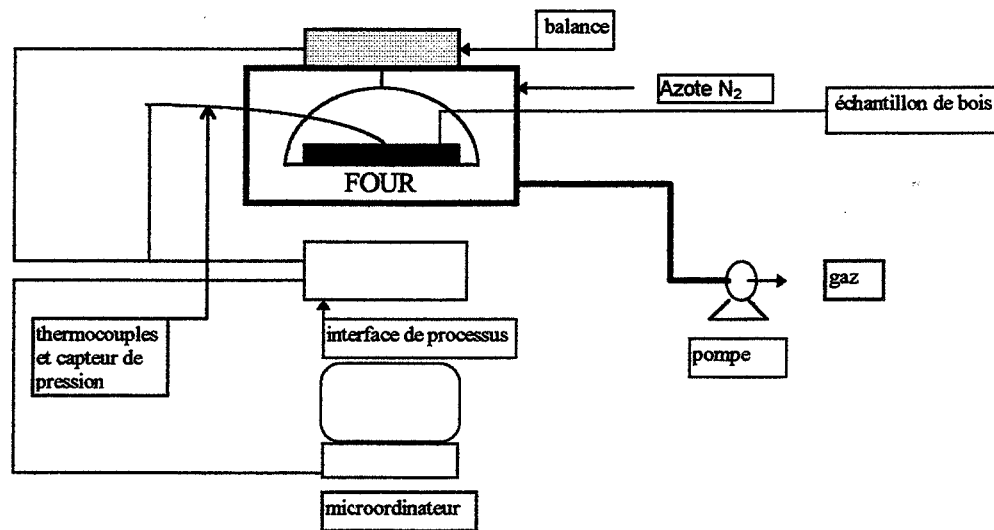 balance
Azote N₂
échantillon de bois
FOUR
gaz
thermocouples
et capteur de
pression
interface de processus
pompe
microordinateur